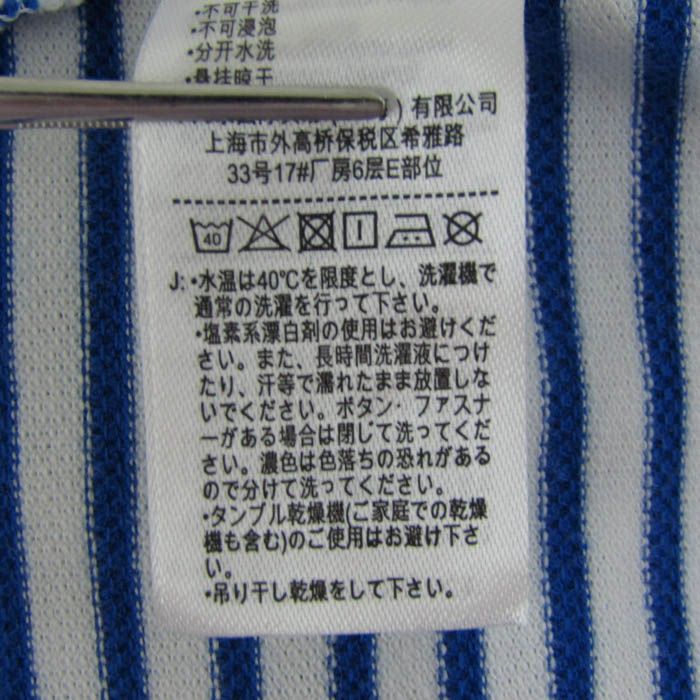 •不可干洗
•不可浸泡
•分开水洗
•悬挂晾干
) 有限公司
上海市外高桥保税区希雅路
33号17#厂房6层E部位
40
J: •水温は40℃を限度とし、洗濯機で
通常の洗濯を行って下さい。
•塩素系漂白剤の使用はお避けくだ
さい。また、長時間洗濯液につけ
たり、汗等で濡れたまま放置しな
いでください。ボタン・ファスナ
ーがある場合は閉じて洗ってくだ
さい。濃色は色落ちの恐れがある
ので分けて洗ってください。
•タンブル乾燥機(ご家庭での乾燥
機も含む)のご使用はお避け下さ
い。
•吊り干し乾燥をして下さい。